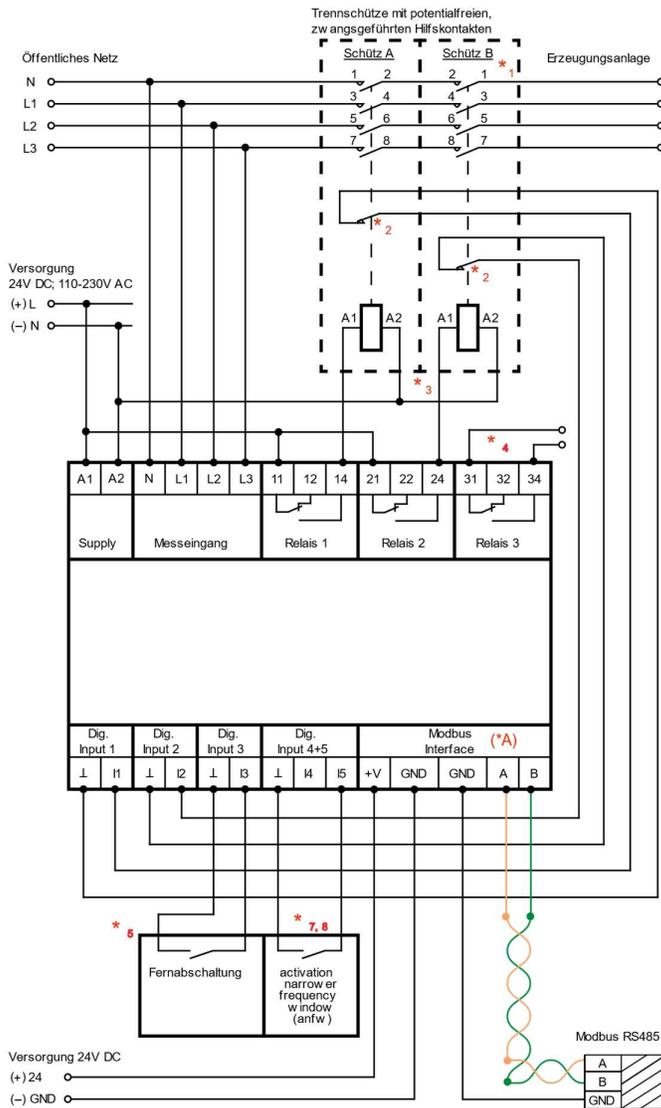 Trennschütze mit potentialfreien,
zwangsgeführten Hilfskontakten
Öffentliches Netz
Schütz A
Schütz B
*1
Erzeugungsanlage
N
1 2
2 1
L1
3 4
4 3
L2
5 6
6 5
L3
7 8
8 7
*2
*2
Versorgung
24V DC; 110-230V AC
(+) L
(–) N
A1 A2
A1 A2
*3
*4
A1 A2 N L1 L2 L3 11 12 14 21 22 24 31 32 34
Supply
Messeingang
Relais 1
Relais 2
Relais 3
Dig.
Input 1
Dig.
Input 2
Dig.
Input 3
Dig.
Input 4+5
Modbus
Interface
(*A)
⊥ I1 ⊥ I2 ⊥ I3 ⊥ I4 I5 +V GND GND A B
*5
*7, 8
Fernabschaltung
activation
narrower
frequency
window
(anfw)
Modbus RS485
A
B
GND
Versorgung 24V DC
(+) 24
(–) GND